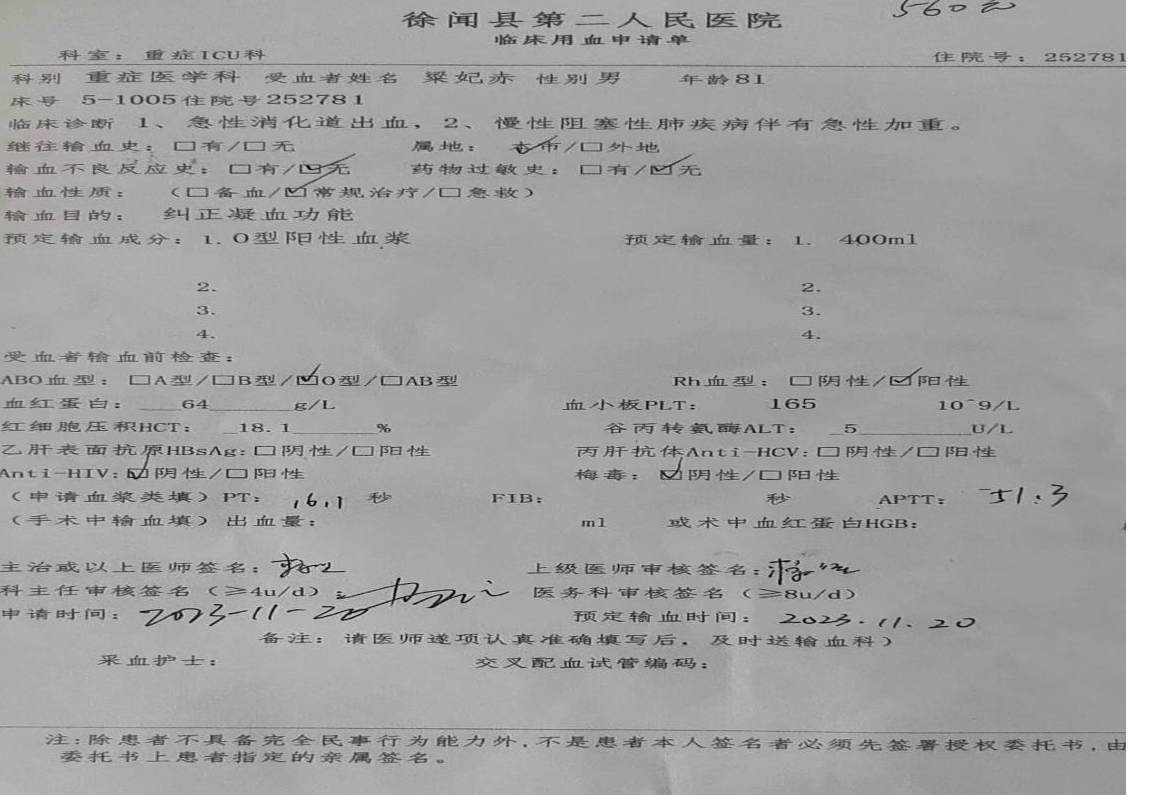 560元
徐闻县第二人民医院
临床用血申请单
科室：重症ICU科 住院号：252781
科别 重症医学科 受血者姓名 梁妃赤 性别男 年龄81
床号 5-1005住院号252781
临床诊断 1、急性消化道出血，2、慢性阻塞性肺疾病伴有急性加重。
继往输血史：□有/□无 属地：本市/□外地
输血不良反应史：□有/☑无 药物过敏史：□有/☑无
输血性质：（□备血/☑常规治疗/□急救）
输血目的： 纠正凝血功能
预定输血成分：1.O型阳性血浆 预定输血量：1. 400ml
2. 2.
3. 3.
4. 4.
受血者输血前检查：
ABO血型：□A型/□B型/☑O型/□AB型 Rh血型：□阴性/☑阳性
血红蛋白：___64______g/L 血小板PLT： 165 10^9/L
红细胞压积HCT：_18.1______% 谷丙转氨酶ALT：_5________U/L
乙肝表面抗原HBsAg:□阴性/□阳性 丙肝抗体Anti-HCV:□阴性/□阳性
Anti-HIV:☑阴性/□阳性 梅毒：☑阴性/□阳性
（申请血浆类填）PT： 16.1 秒 FIB： 秒 APTT： 51.3
（手术中输血填）出血量： ml 或术中血红蛋白HGB：
主治或以上医师签名： 上级医师审核签名：
科主任审核签名（≥4u/d）： 医务科审核签名（≥8u/d）
申请时间：2023-11-20 预定输血时间：2023.11.20
备注：请医师逐项认真准确填写后，及时送输血科）
采血护士： 交叉配血试管编码：
注:除患者不具备完全民事行为能力外,不是患者本人签名者必须先签署授权委托书,由
委托书上患者指定的亲属签名。